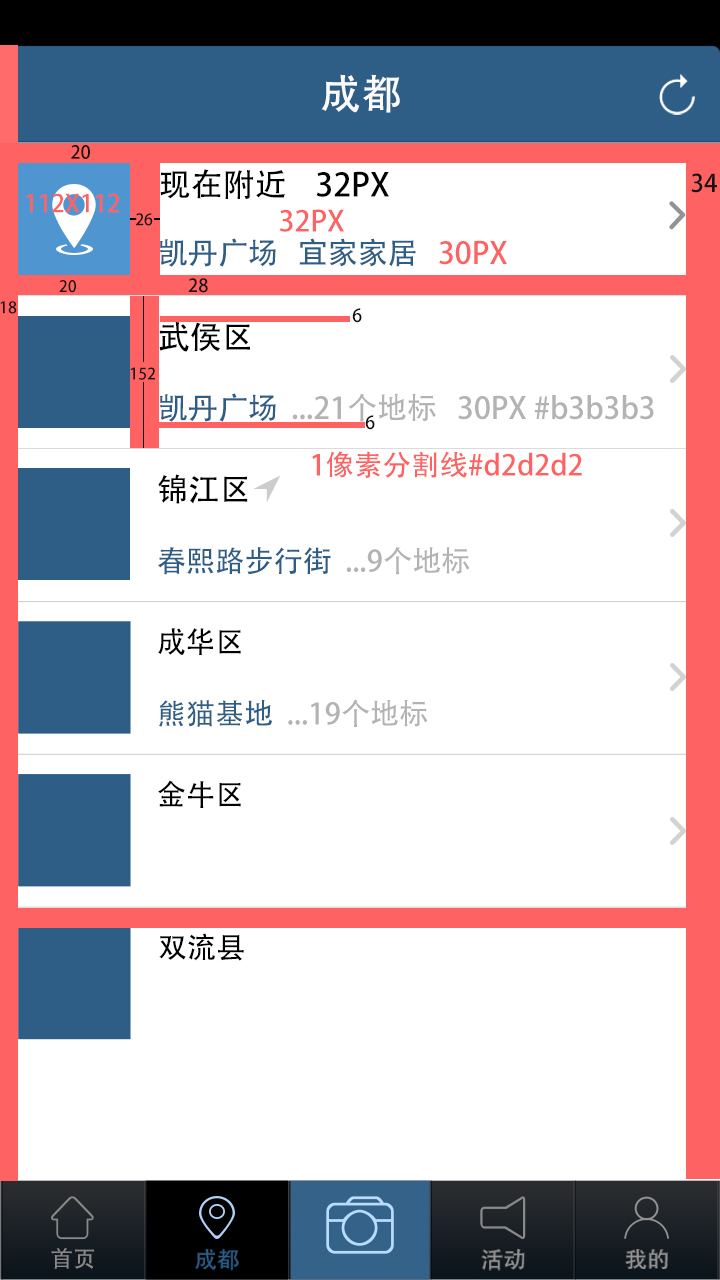 成都
20
现在附近 32PX
34
112X112
26
32PX
凯丹广场 宜家家居 30PX
20
28
18
6
武侯区
152
凯丹广场 ...21个地标 30PX #b3b3b3
6
1像素分割线#d2d2d2
锦江区
春熙路步行街 ...9个地标
成华区
熊猫基地 ...19个地标
金牛区
双流县
首页
成都
活动
我的